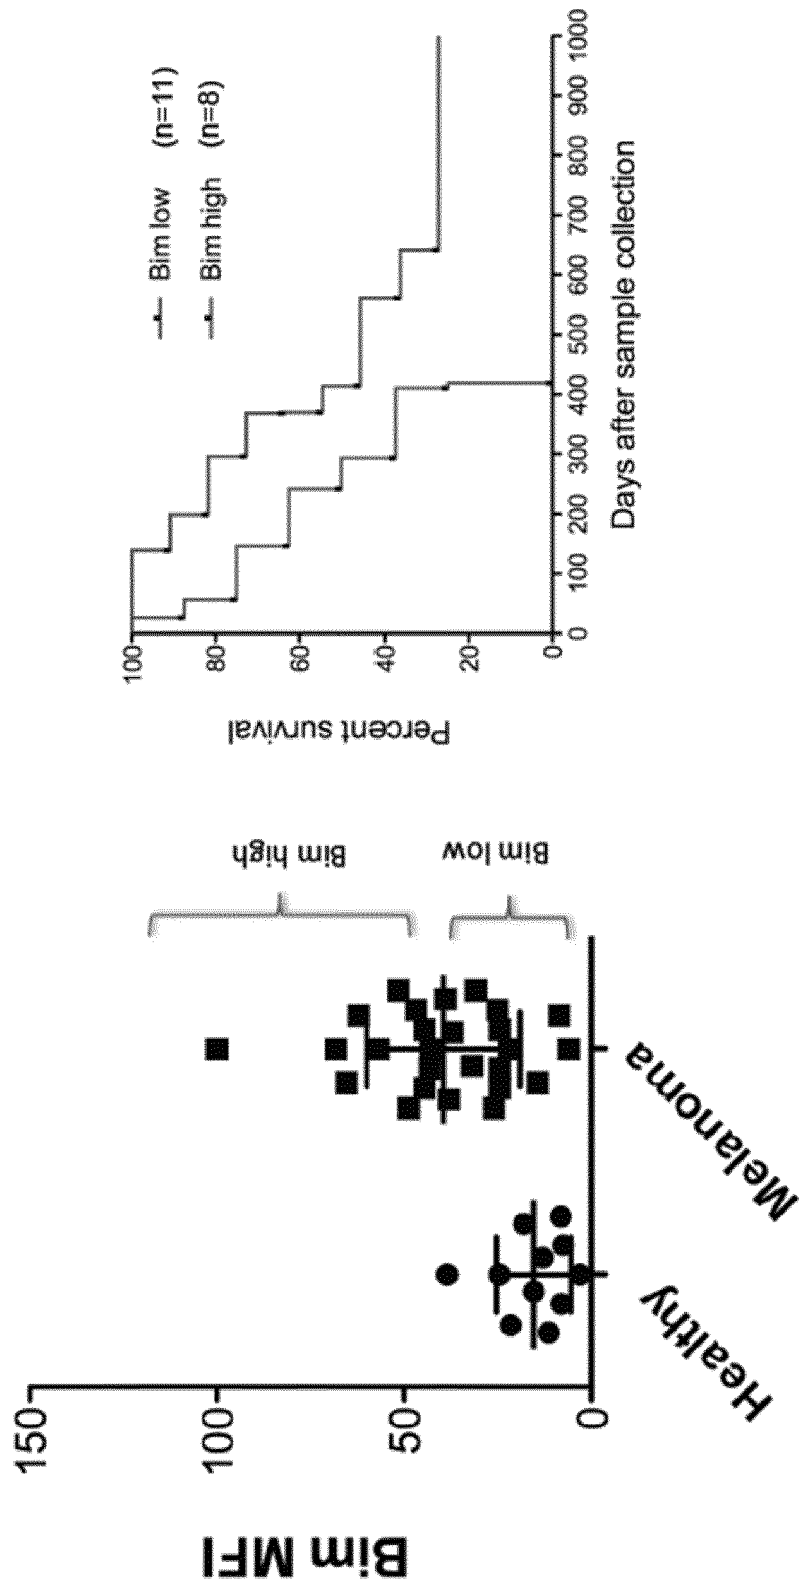 Bim MFI
150
100
50
0
Healthy
Melanoma
Bim high
Bim low
Percent survival
100
80
60
40
20
0
0 100 200 300 400 500 600 700 800 900 1000
Days after sample collection
Bim low (n=11)
Bim high (n=8)